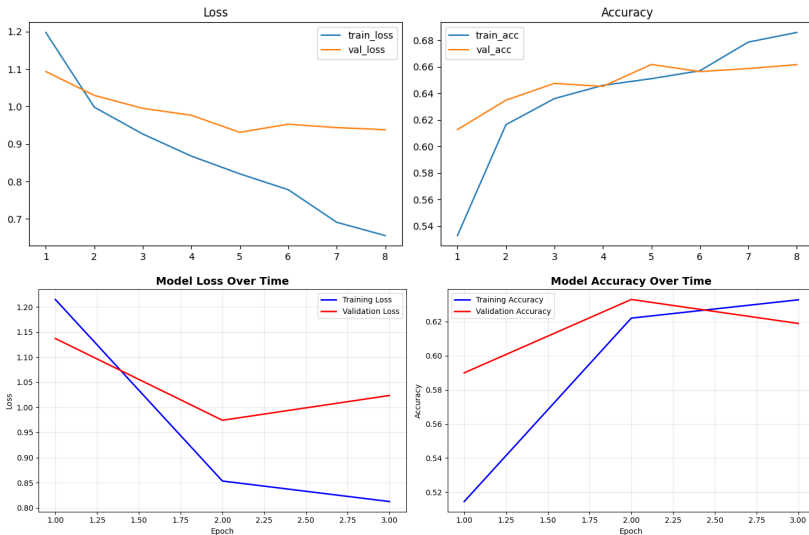 Loss
train_loss
val_loss
1.2
1.1
1.0
0.9
0.8
0.7
1 2 3 4 5 6 7 8
Accuracy
train_acc
val_acc
0.68
0.66
0.64
0.62
0.60
0.58
0.56
0.54
1 2 3 4 5 6 7 8
Model Loss Over Time
Training Loss
Validation Loss
Loss
1.20
1.15
1.10
1.05
1.00
0.95
0.90
0.85
0.80
1.00 1.25 1.50 1.75 2.00 2.25 2.50 2.75 3.00
Epoch
Model Accuracy Over Time
Training Accuracy
Validation Accuracy
Accuracy
0.62
0.60
0.58
0.56
0.54
0.52
1.00 1.25 1.50 1.75 2.00 2.25 2.50 2.75 3.00
Epoch